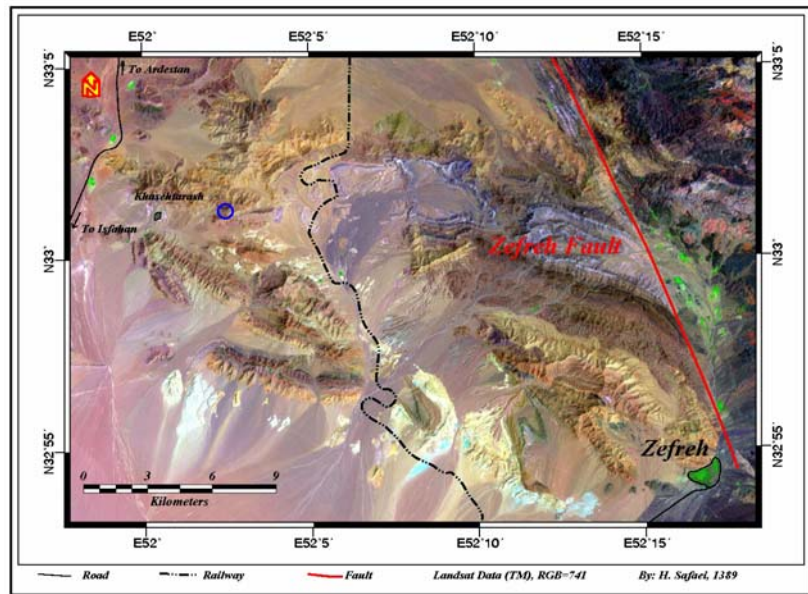 E52° E52°5' E52°10' E52°15'
N33°5' N33°5'
To Ardestan
N
Khaschtarash
To Isfahan
Zefreh Fault
N33° N33°
N32°55' N32°55'
Zefreh
0 3 6 9
Kilometers
E52° E52°5' E52°10' E52°15'
Road Railway Fault Landsat Data (TM), RGB=741 By: H. Safaei, 1389